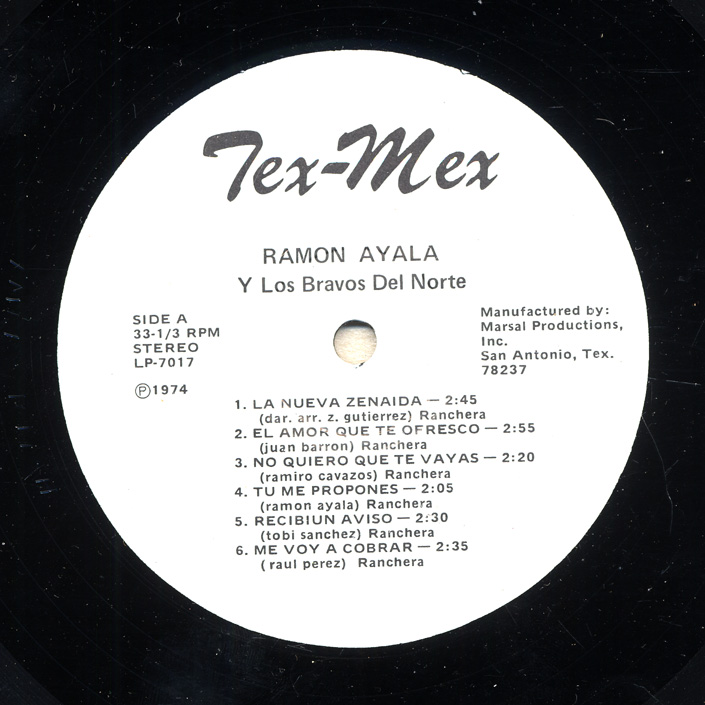 Tex-Mex
RAMON AYALA
Y Los Bravos Del Norte
SIDE A
33-1/3 RPM
STEREO
LP-7017
Ⓟ1974
Manufactured by:
Marsal Productions,
Inc.
San Antonio, Tex.
78237
1. LA NUEVA ZENAIDA — 2:45
(dar. arr. z. gutierrez) Ranchera
2. EL AMOR QUE TE OFRESCO — 2:55
(juan barron) Ranchera
3. NO QUIERO QUE TE VAYAS — 2:20
(ramiro cavazos) Ranchera
4. TU ME PROPONES — 2:05
(ramon ayala) Ranchera
5. RECIBIUN AVISO — 2:30
(tobi sanchez) Ranchera
6. ME VOY A COBRAR — 2:35
( raul perez) Ranchera